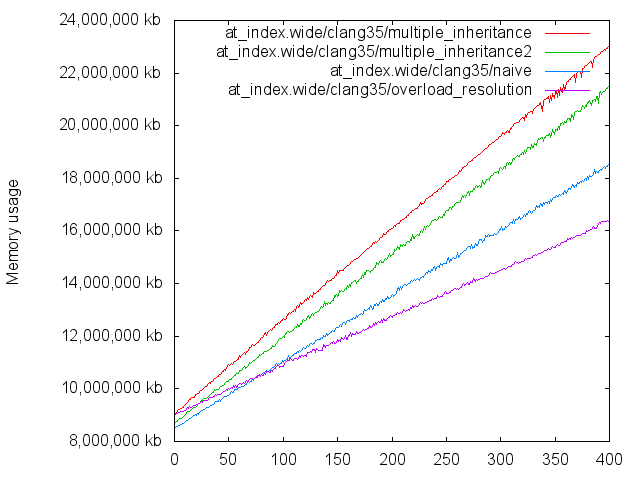 24,000,000 kb
at_index.wide/clang35/multiple_inheritance
at_index.wide/clang35/multiple_inheritance2
at_index.wide/clang35/naive
at_index.wide/clang35/overload_resolution
22,000,000 kb
20,000,000 kb
18,000,000 kb
16,000,000 kb
14,000,000 kb
12,000,000 kb
10,000,000 kb
8,000,000 kb
Memory usage
0 50 100 150 200 250 300 350 400